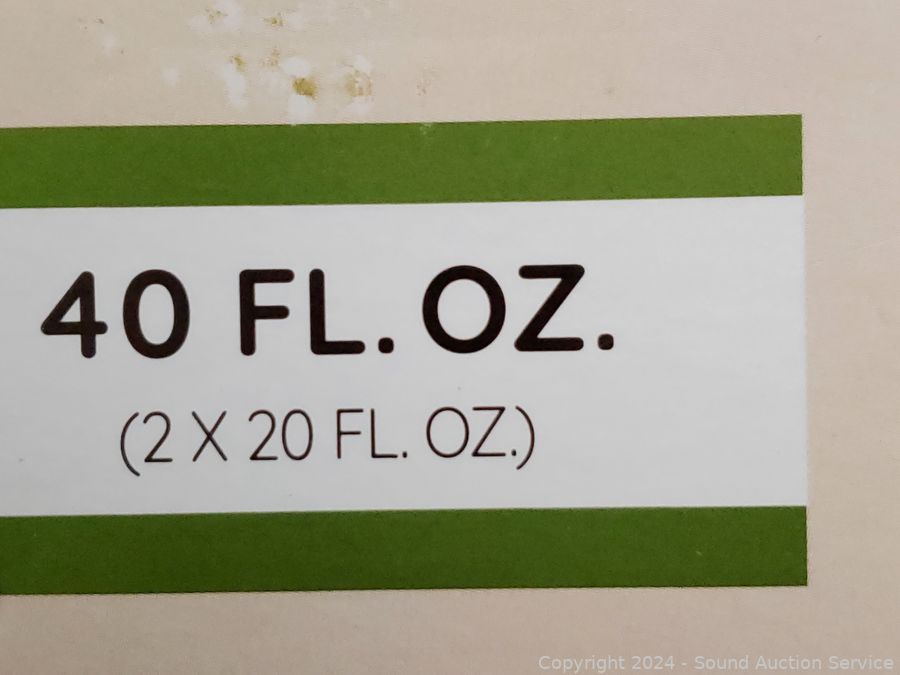 40 FL. OZ.
(2 X 20 FL. OZ.)
Copyright 2024 - Sound Auction Service